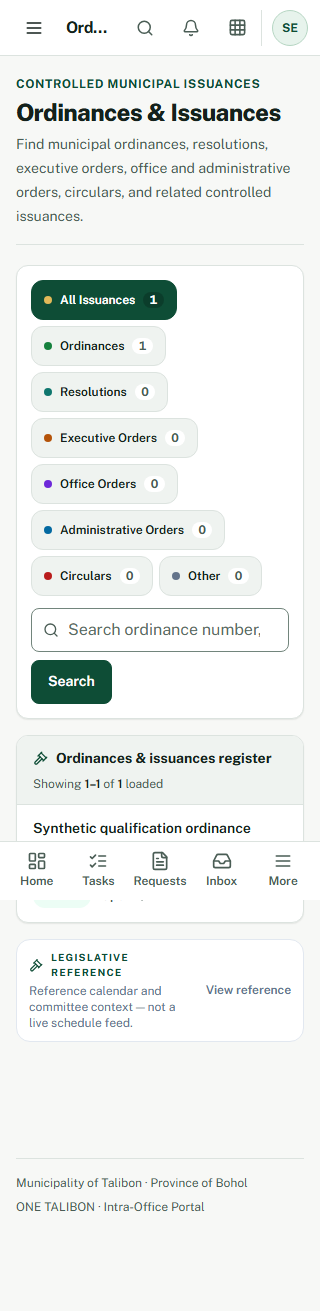 Ord...
SE
CONTROLLED MUNICIPAL ISSUANCES
Ordinances & Issuances
Find municipal ordinances, resolutions,
executive orders, office and administrative
orders, circulars, and related controlled
issuances.
All Issuances 1
Ordinances 1
Resolutions 0
Executive Orders 0
Office Orders 0
Administrative Orders 0
Circulars 0 Other 0
Search ordinance number,
Search
Ordinances & issuances register
Showing 1–1 of 1 loaded
Synthetic qualification ordinance
Home Tasks Requests Inbox More
LEGISLATIVE
REFERENCE
Reference calendar and
committee context — not a
live schedule feed.
View reference
Municipality of Talibon · Province of Bohol
ONE TALIBON · Intra-Office Portal